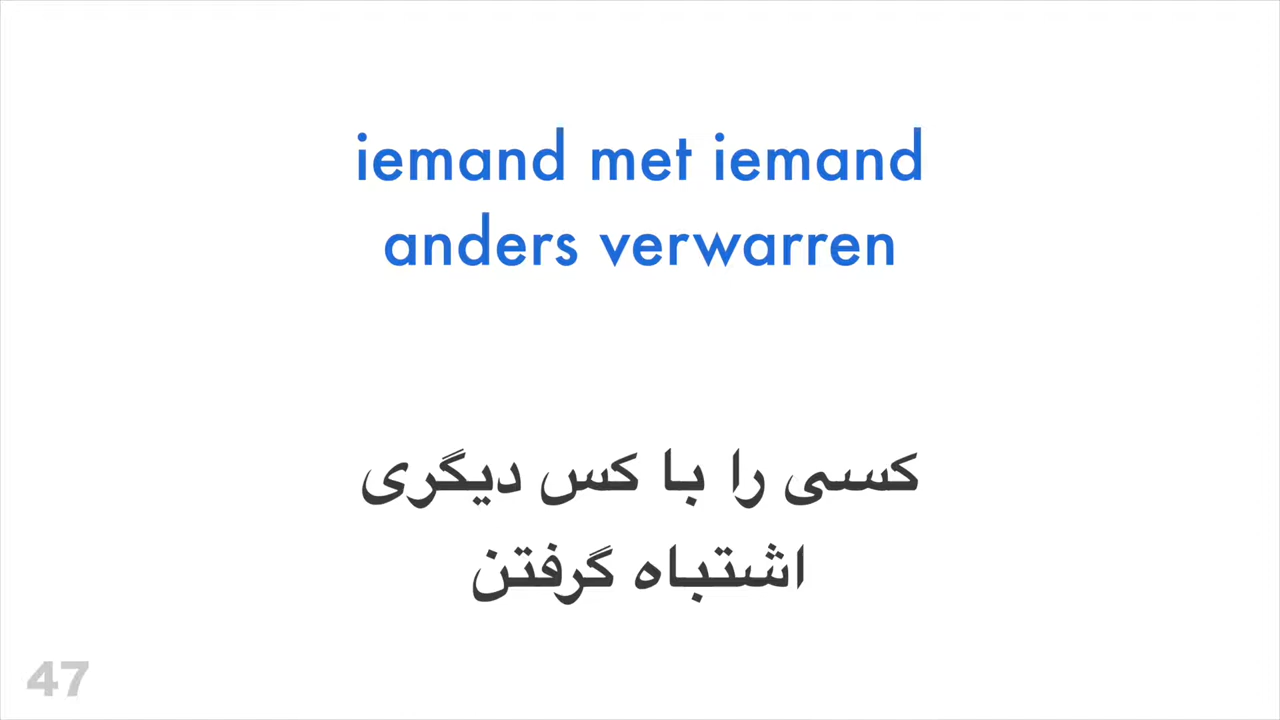 iemand met iemand
anders verwarren
کسی را با کس دیگری
اشتباه گرفتن
47